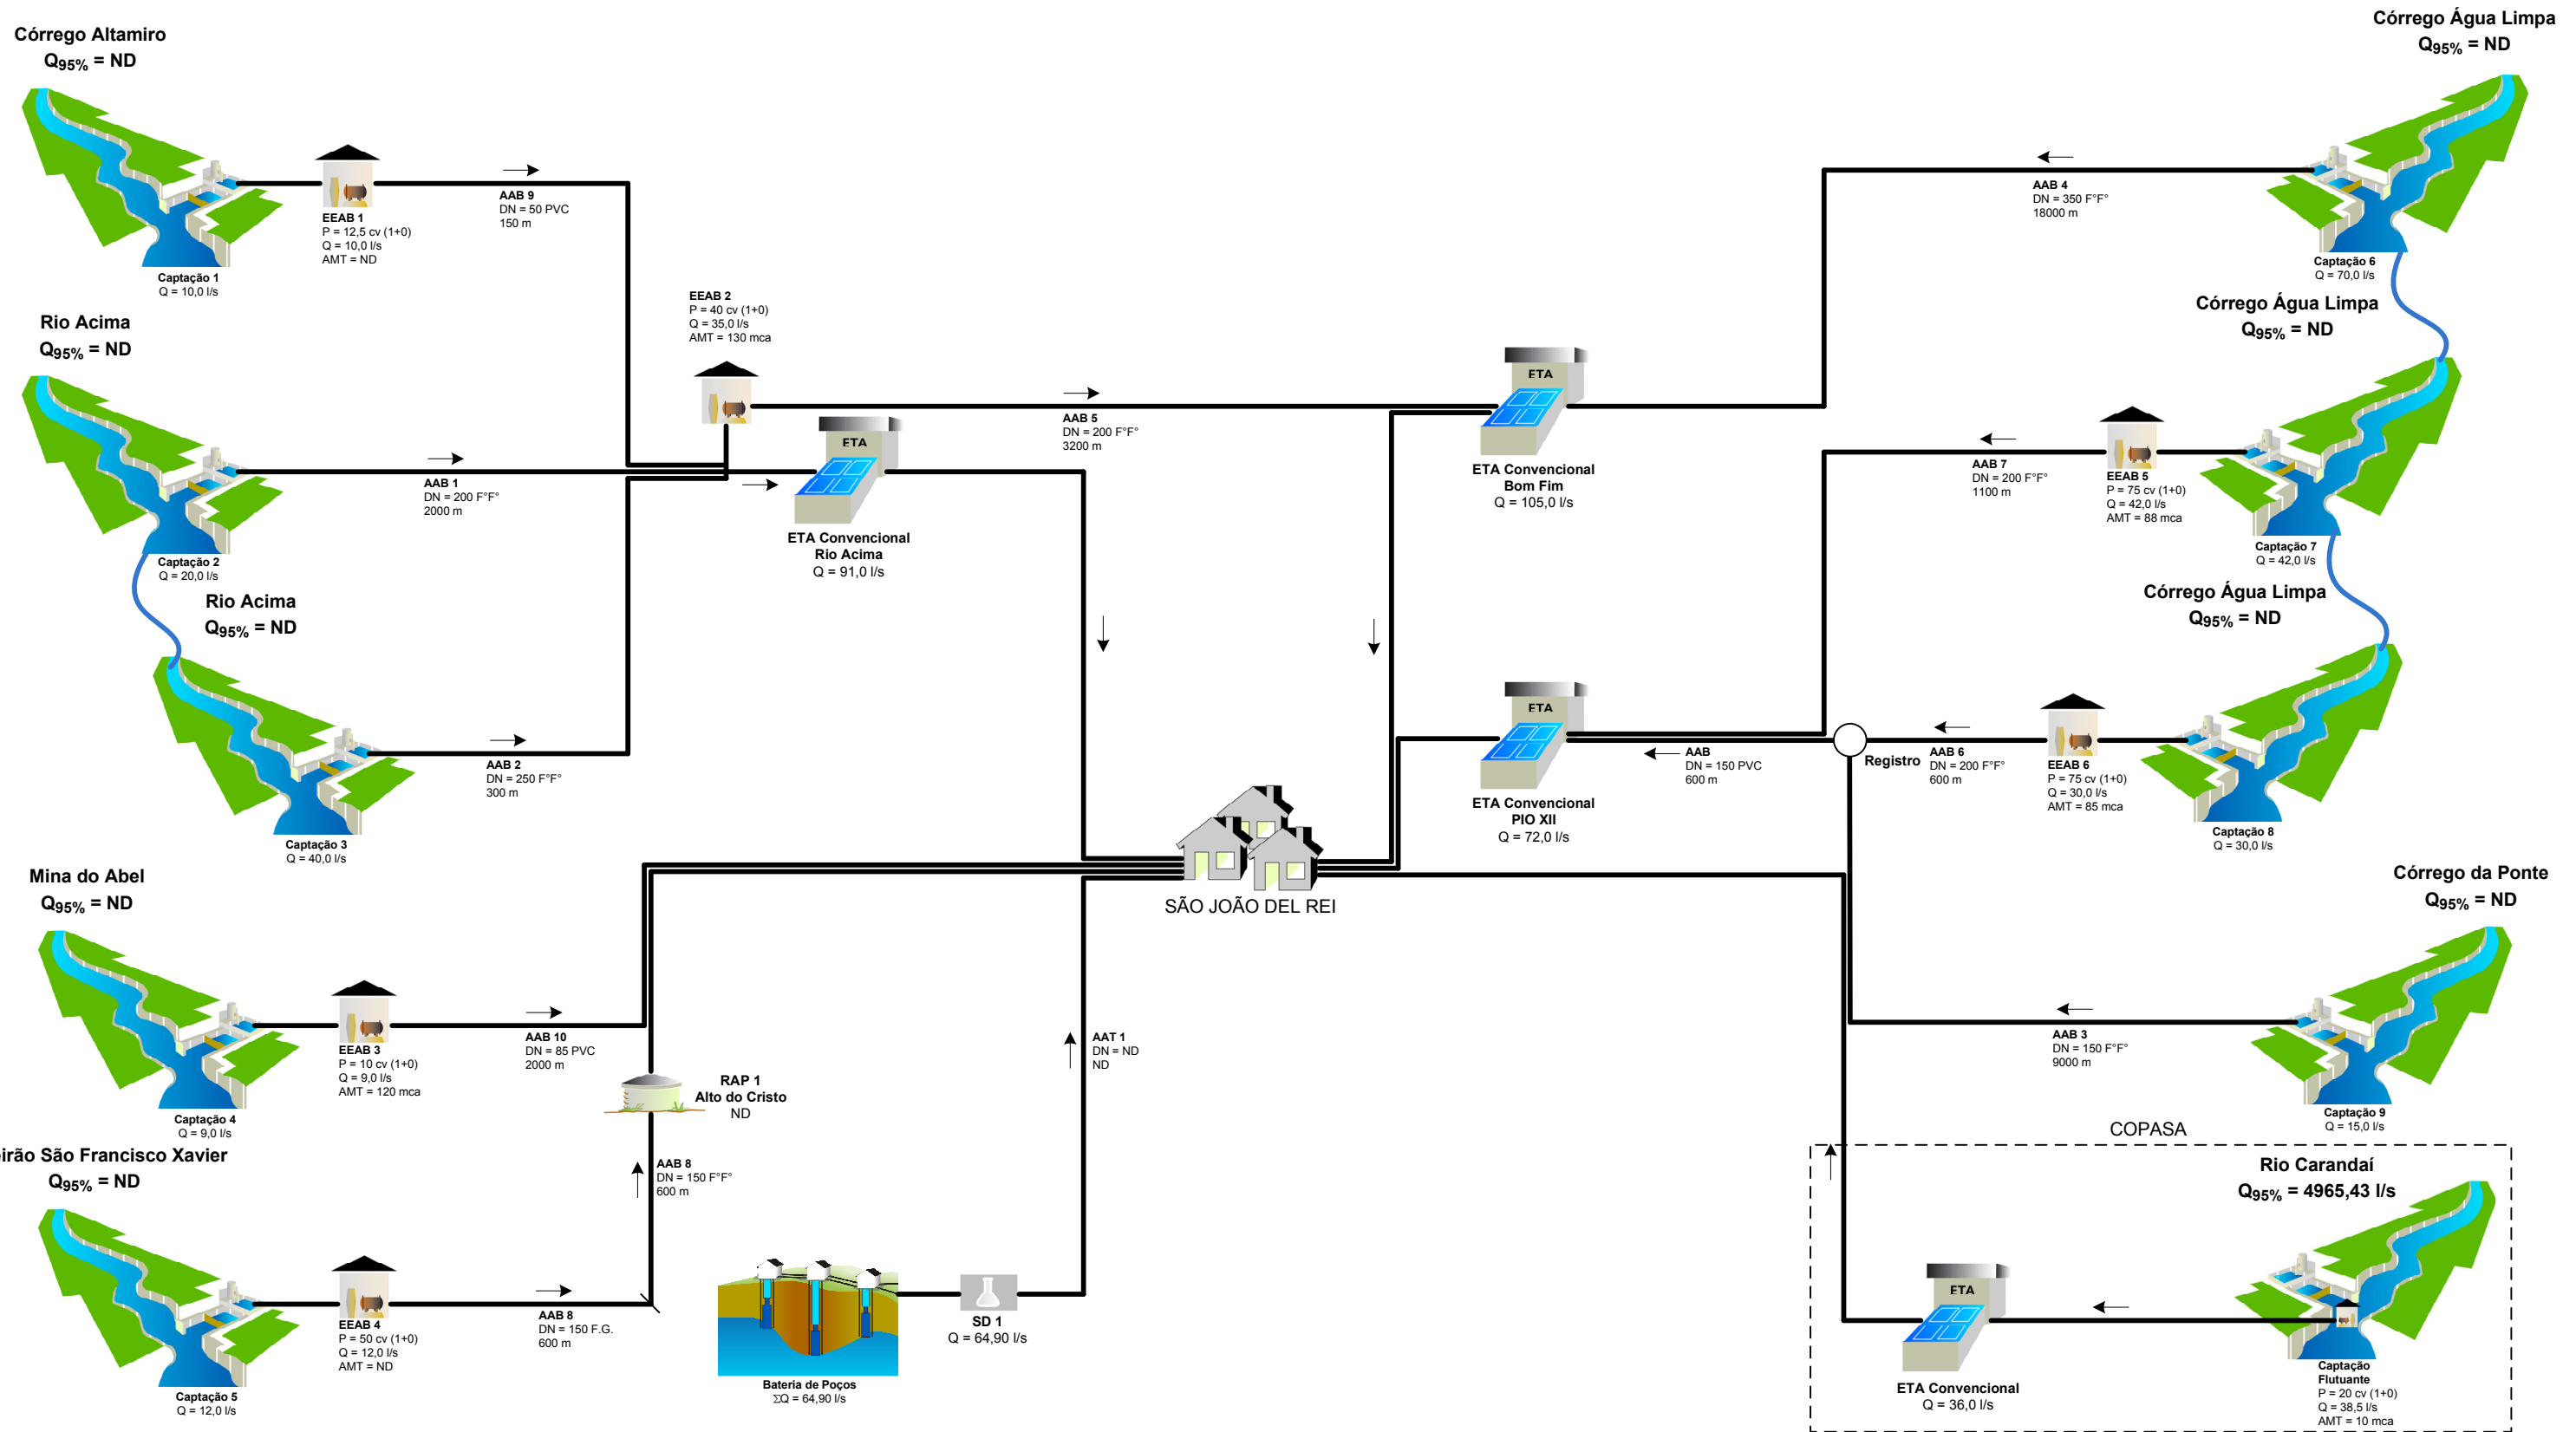 Córrego Altamiro
Q95% = ND
EEAB 1
P = 12,5 cv (1+0)
Q = 10,0 l/s
AMT = ND
AAB 9
DN = 50 PVC
150 m
Captação 1
Q = 10,0 l/s
Rio Acima
Q95% = ND
AAB 1
DN = 200 F°F°
2000 m
Captação 2
Q = 20,0 l/s
EEAB 2
P = 40 cv (1+0)
Q = 35,0 l/s
AMT = 130 mca
AAB 5
DN = 200 F°F°
3200 m
ETA
ETA Convencional
Rio Acima
Q = 91,0 l/s
Rio Acima
Q95% = ND
AAB 2
DN = 250 F°F°
300 m
Captação 3
Q = 40,0 l/s
Mina do Abel
Q95% = ND
EEAB 3
P = 10 cv (1+0)
Q = 9,0 l/s
AMT = 120 mca
AAB 10
DN = 85 PVC
2000 m
Captação 4
Q = 9,0 l/s
RAP 1
Alto do Cristo
ND
AAB 8
DN = 150 F°F°
600 m
eirão São Francisco Xavier
Q95% = ND
EEAB 4
P = 50 cv (1+0)
Q = 12,0 l/s
AMT = ND
AAB 8
DN = 150 F.G.
600 m
Captação 5
Q = 12,0 l/s
Bateria de Poços
ΣQ = 64,90 l/s
SD 1
Q = 64,90 l/s
AAT 1
DN = ND
ND
SÃO JOÃO DEL REI
ETA
ETA Convencional
Bom Fim
Q = 105,0 l/s
ETA
ETA Convencional
PIO XII
Q = 72,0 l/s
Córrego Água Limpa
Q95% = ND
AAB 4
DN = 350 F°F°
18000 m
Captação 6
Q = 70,0 l/s
Córrego Água Limpa
Q95% = ND
AAB 7
DN = 200 F°F°
1100 m
EEAB 5
P = 75 cv (1+0)
Q = 42,0 l/s
AMT = 88 mca
Captação 7
Q = 42,0 l/s
Córrego Água Limpa
Q95% = ND
AAB
DN = 150 PVC
600 m
Registro
AAB 6
DN = 200 F°F°
600 m
EEAB 6
P = 75 cv (1+0)
Q = 30,0 l/s
AMT = 85 mca
Captação 8
Q = 30,0 l/s
Córrego da Ponte
Q95% = ND
AAB 3
DN = 150 F°F°
9000 m
Captação 9
Q = 15,0 l/s
COPASA
Rio Carandaí
Q95% = 4965,43 l/s
ETA
ETA Convencional
Q = 36,0 l/s
Captação
Flutuante
P = 20 cv (1+0)
Q = 38,5 l/s
AMT = 10 mca